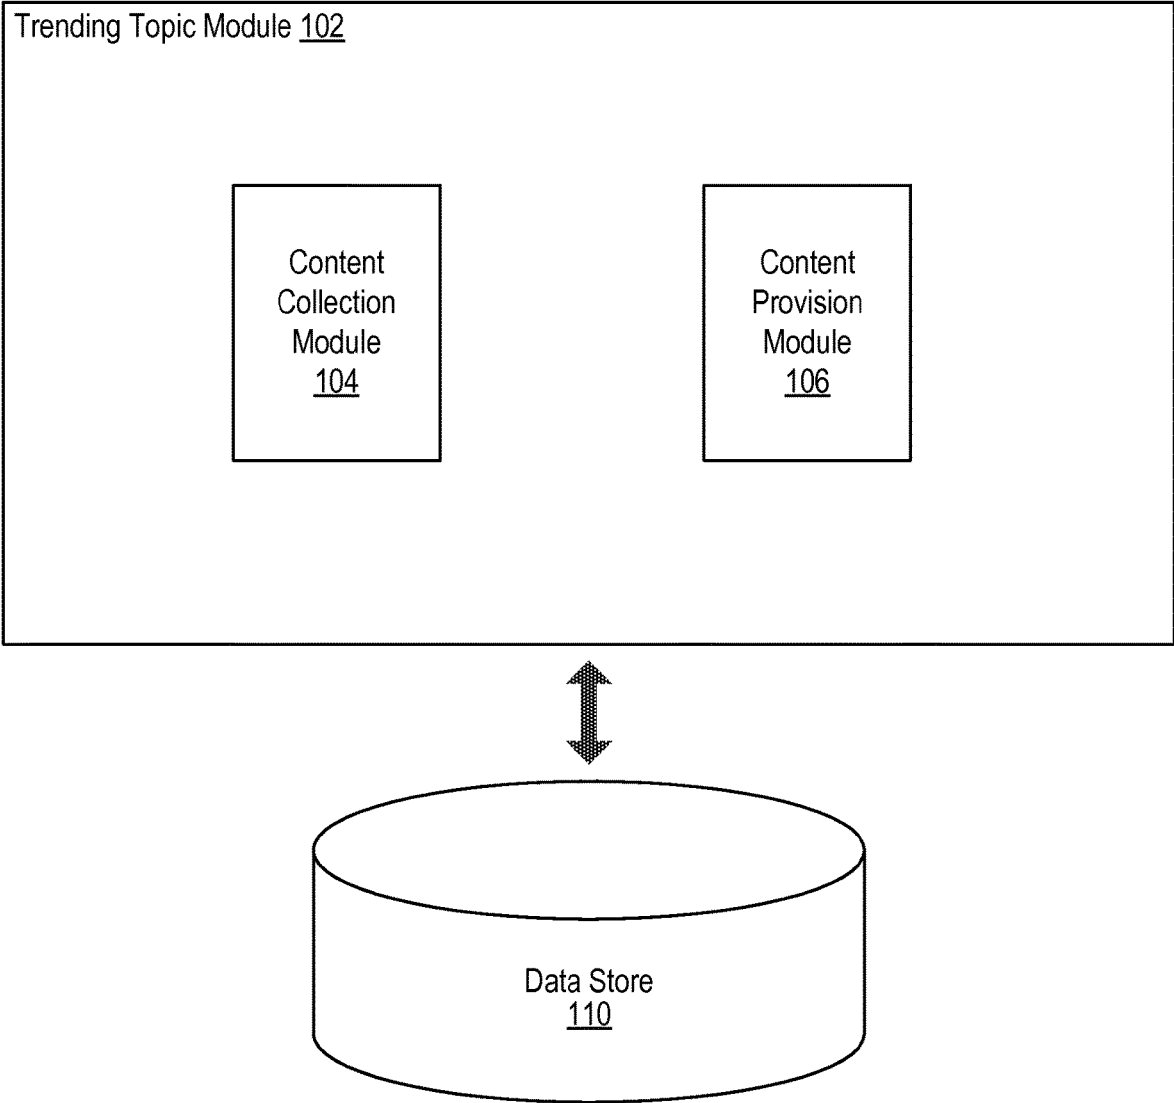 Trending Topic Module 102
Content
Collection
Module
104
Content
Provision
Module
106
Data Store
110